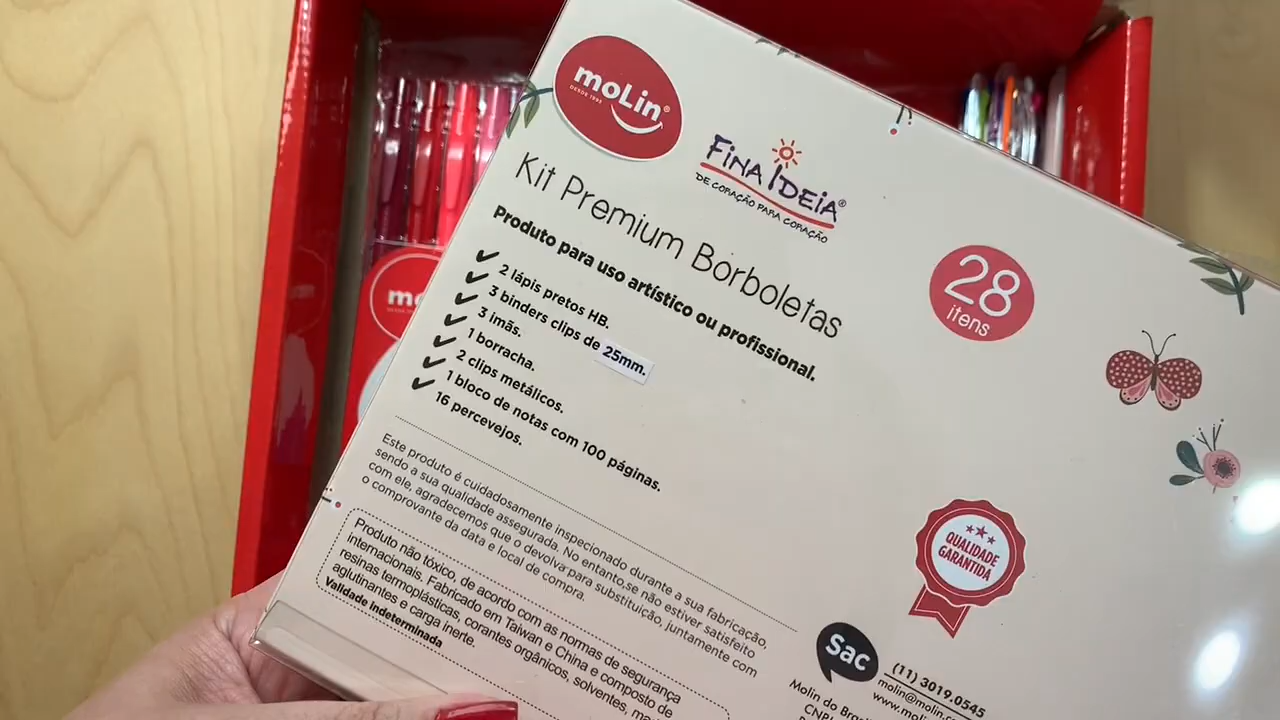 moLin®
DESDE 1993
FINA IDEIA®
DE CORAÇÃO PARA CORAÇÃO
Kit Premium Borboletas
Produto para uso artístico ou profissional.
2 lápis pretos HB.
3 binders clips de 25mm.
3 imãs.
1 borracha.
2 clips metálicos.
1 bloco de notas com 100 páginas.
16 percevejos.
28
itens
Este produto é cuidadosamente inspecionado durante a sua fabricação,
sendo a sua qualidade assegurada. No entanto,se não estiver satisfeito
com ele, agradecemos que o devolva para substituição, juntamente com
o comprovante da data e local de compra.
Produto não tóxico, de acordo com as normas de segurança
internacionais. Fabricado em Taiwan e China e composto de
resinas termoplásticas, corantes orgânicos, solventes,
aglutinantes e carga inerte.
Validade indeterminada
QUALIDADE
GARANTIDA
Sac
(11) 3019.0545
Molin do